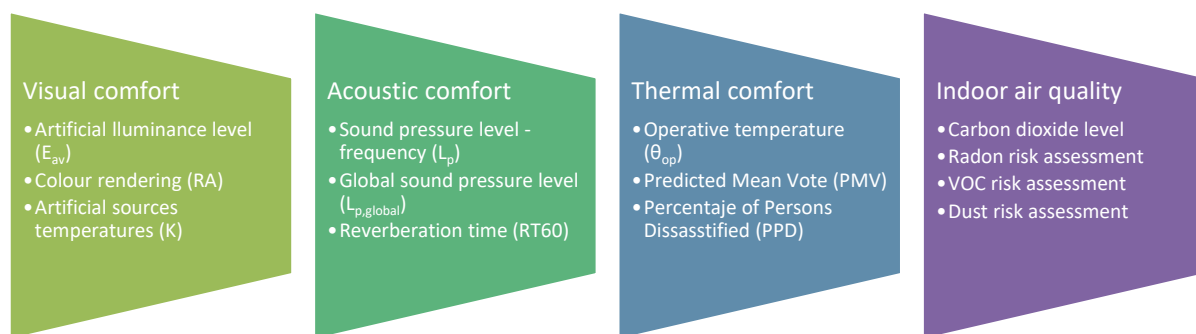 Visual comfort
•Artificial lluminance level
(Eav)
•Colour rendering (RA)
•Artificial sources
temperatures (K)
Acoustic comfort
•Sound pressure level -
frequency (Lp)
•Global sound pressure level
(Lp,global)
•Reverberation time (RT60)
Thermal comfort
•Operative temperature
(θop)
•Predicted Mean Vote (PMV)
•Percentaje of Persons
Dissasstified (PPD)
Indoor air quality
•Carbon dioxide level
•Radon risk assessment
•VOC risk assessment
•Dust risk assessment